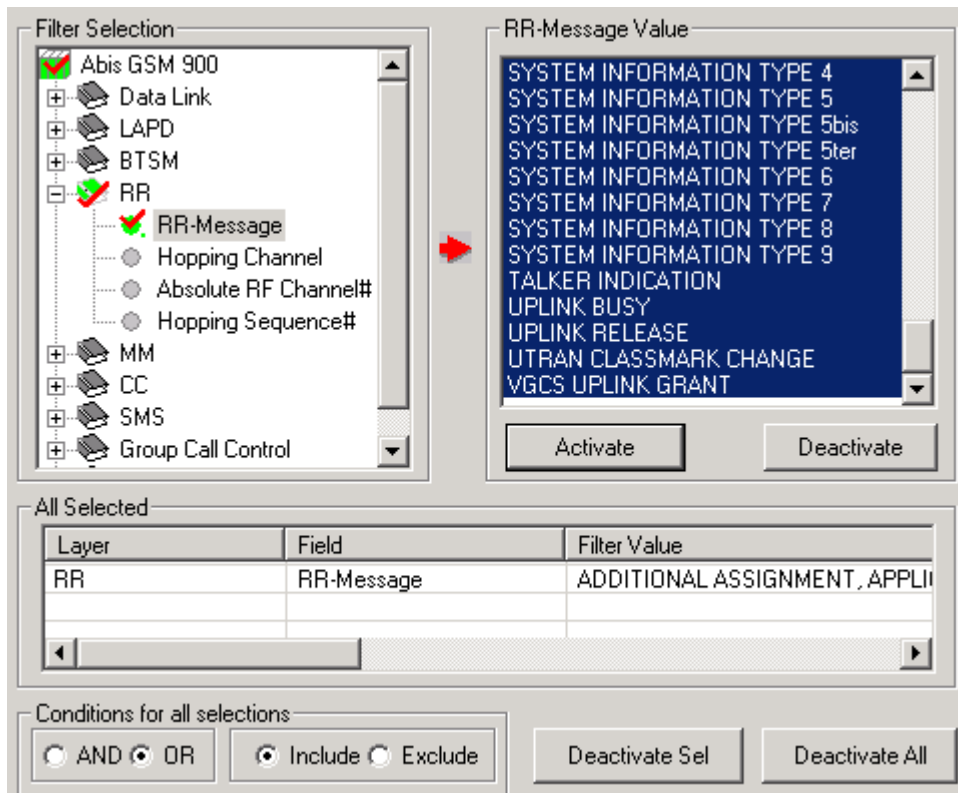 Filter Selection
Abis GSM 900
Data Link
LAPD
BTSM
RR
RR-Message
Hopping Channel
Absolute RF Channel#
Hopping Sequence#
MM
CC
SMS
Group Call Control
RR-Message Value
SYSTEM INFORMATION TYPE 4
SYSTEM INFORMATION TYPE 5
SYSTEM INFORMATION TYPE 5bis
SYSTEM INFORMATION TYPE 5ter
SYSTEM INFORMATION TYPE 6
SYSTEM INFORMATION TYPE 7
SYSTEM INFORMATION TYPE 8
SYSTEM INFORMATION TYPE 9
TALKER INDICATION
UPLINK BUSY
UPLINK RELEASE
UTRAN CLASSMARK CHANGE
VGCS UPLINK GRANT
Activate Deactivate
All Selected
Layer Field Filter Value
RR RR-Message ADDITIONAL ASSIGNMENT, APPLI
Conditions for all selections
AND OR Include Exclude
Deactivate Sel Deactivate All